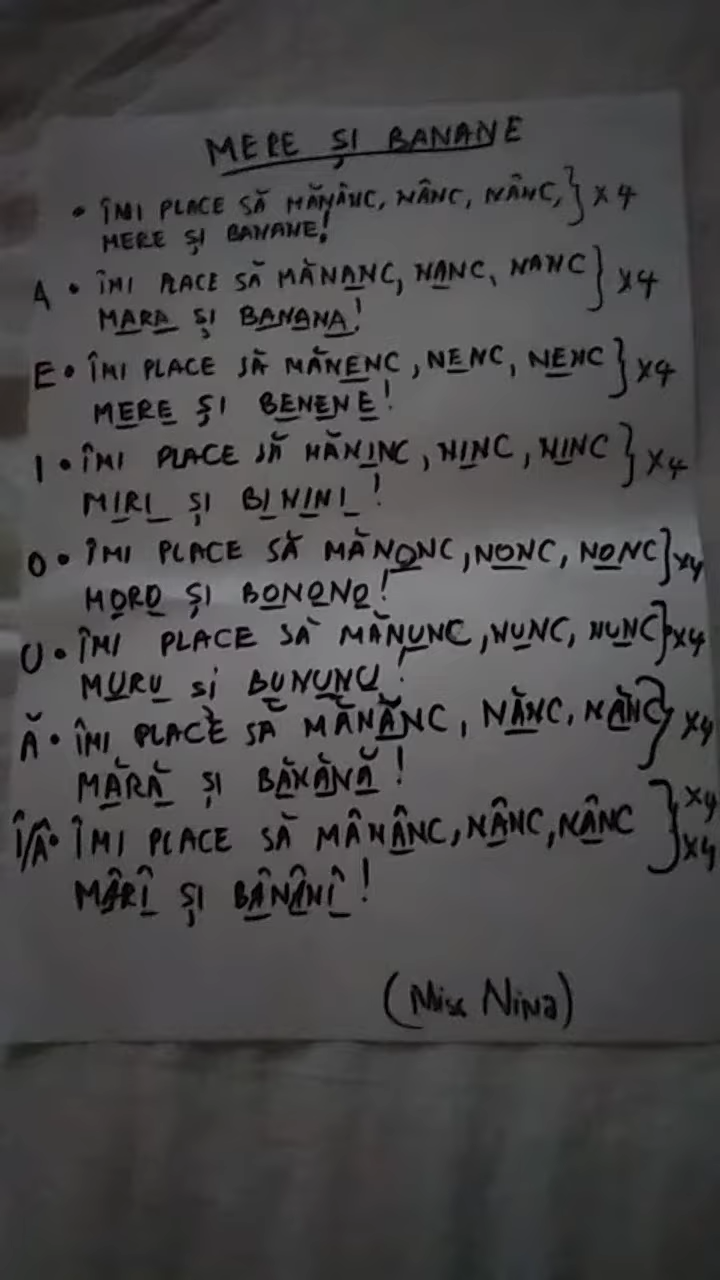 MERE ȘI BANANE
• ÎMI PLACE SĂ MĂNÂNC, NÂNC, NÂNC, } x 4
MERE ȘI BANANE!
A • ÎMI PLACE SĂ MĂNANC, NANC, NANC } x4
MARA ȘI BANANA!
E • ÎMI PLACE SĂ MĂNENC, NENC, NENC } x4
MERE ȘI BENENE!
I • ÎMI PLACE SĂ MĂNINC, NINC, NINC } x4
MIRI ȘI BININI!
O • ÎMI PLACE SĂ MĂNONC, NONC, NONC } x4
MORO ȘI BONONO!
U • ÎMI PLACE SĂ MĂNUNC, NUNC, NUNC } x4
MURU și BUNUNU!
Ă • ÎMI PLACE SĂ MĂNĂNC, NĂNC, NĂNC } x4
MĂRĂ ȘI BĂNĂNĂ!
Î/Â • ÎMI PLACE SĂ MÂNÂNC, NÂNC, NÂNC } x4
x4
MÂRÎ ȘI BÂNÂNÎ!
(Miss Nina)